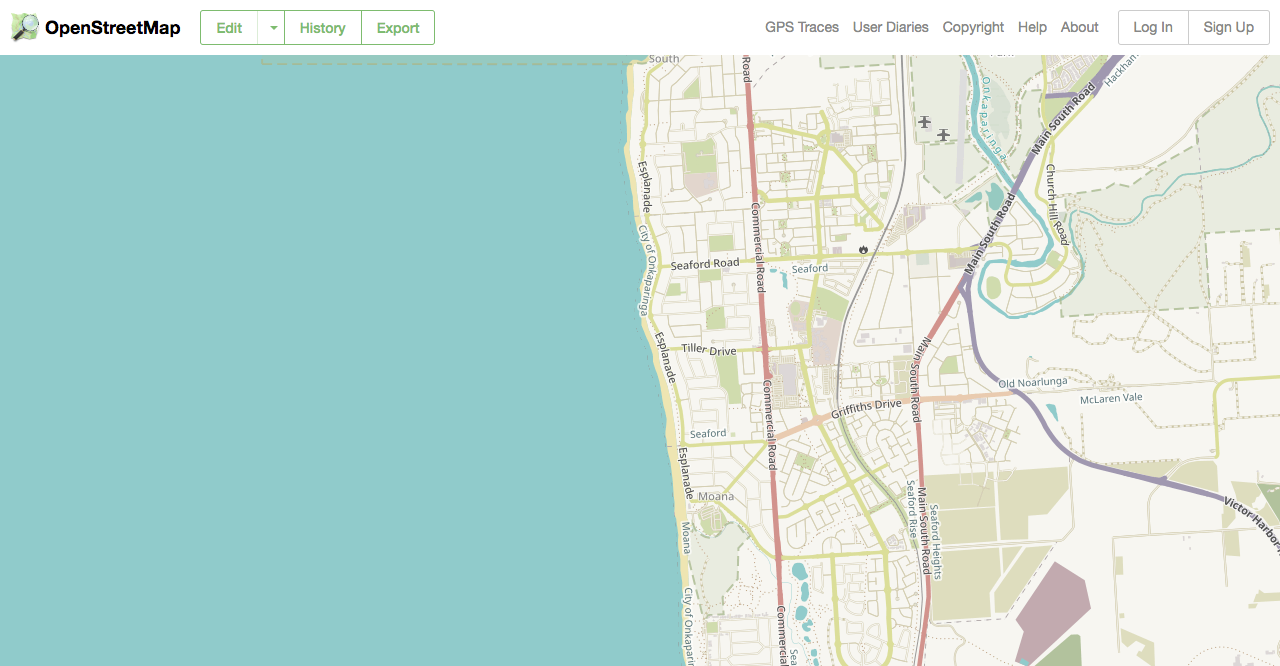 OpenStreetMap
Edit
History
Export
GPS Traces
User Diaries
Copyright
Help
About
Log In
Sign Up
South
Road
Hackham
Onkaparinga
Main South Road
Esplanade
Church Hill Road
Commercial Road
Main South Road
City of Onkaparinga
Seaford Road
Seaford
Esplanade
Tiller Drive
Main South Road
Old Noarlunga
McLaren Vale
Commercial Road
Griffiths Drive
Seaford
Esplanade
Moana
Seaford Rise
Main South Road
Seaford Heights
Victor Harbor
Moana
City of Onkaparin
Commercial
Sea